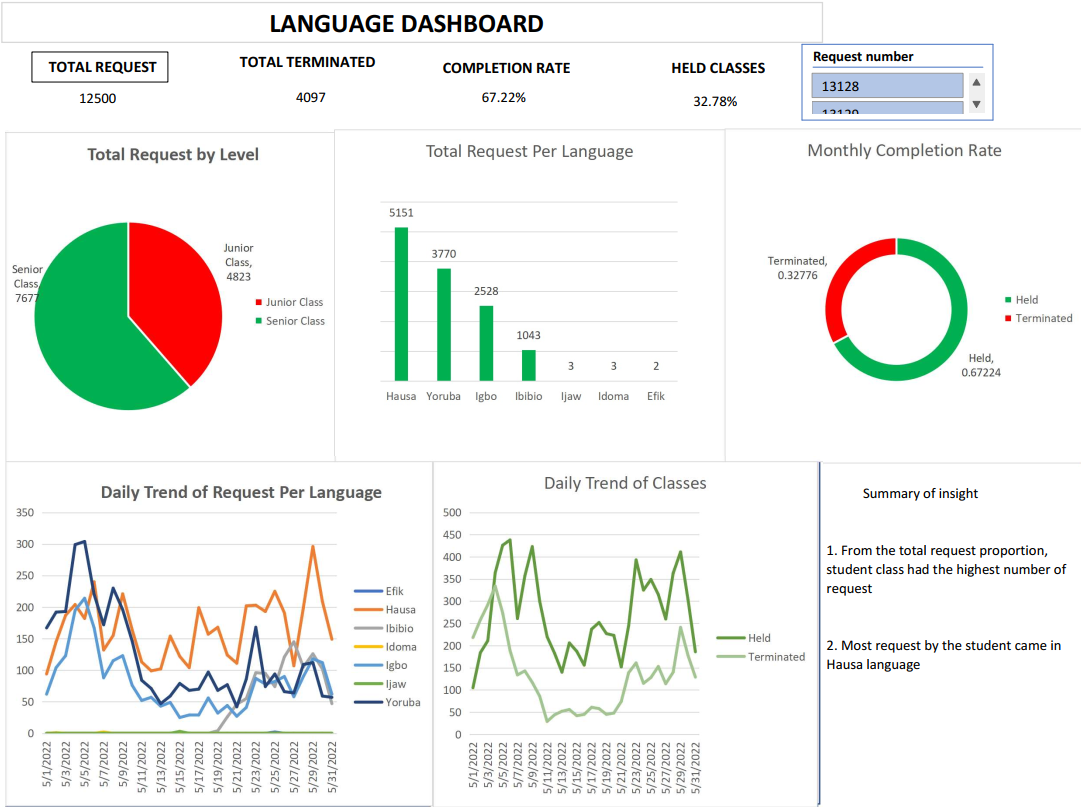 LANGUAGE DASHBOARD
TOTAL REQUEST
12500
TOTAL TERMINATED
4097
COMPLETION RATE
67.22%
HELD CLASSES
32.78%
Request number
13128
13129
Total Request by Level
Junior
Class,
4823
Senior
Class,
7677
Junior Class
Senior Class
Total Request Per Language
5151
3770
2528
1043
3
3
2
Hausa Yoruba Igbo Ibibio Ijaw Idoma Efik
Monthly Completion Rate
Terminated,
0.32776
Held,
0.67224
Held
Terminated
Daily Trend of Request Per Language
350
300
250
200
150
100
50
0
5/1/2022
5/3/2022
5/5/2022
5/7/2022
5/9/2022
5/11/2022
5/13/2022
5/15/2022
5/17/2022
5/19/2022
5/21/2022
5/23/2022
5/25/2022
5/27/2022
5/29/2022
5/31/2022
Efik
Hausa
Ibibio
Idoma
Igbo
Ijaw
Yoruba
Daily Trend of Classes
500
450
400
350
300
250
200
150
100
50
0
5/1/2022
5/3/2022
5/5/2022
5/7/2022
5/9/2022
5/11/2022
5/13/2022
5/15/2022
5/17/2022
5/19/2022
5/21/2022
5/23/2022
5/25/2022
5/27/2022
5/29/2022
5/31/2022
Held
Terminated
Summary of insight
1. From the total request proportion,
student class had the highest number of
request
2. Most request by the student came in
Hausa language